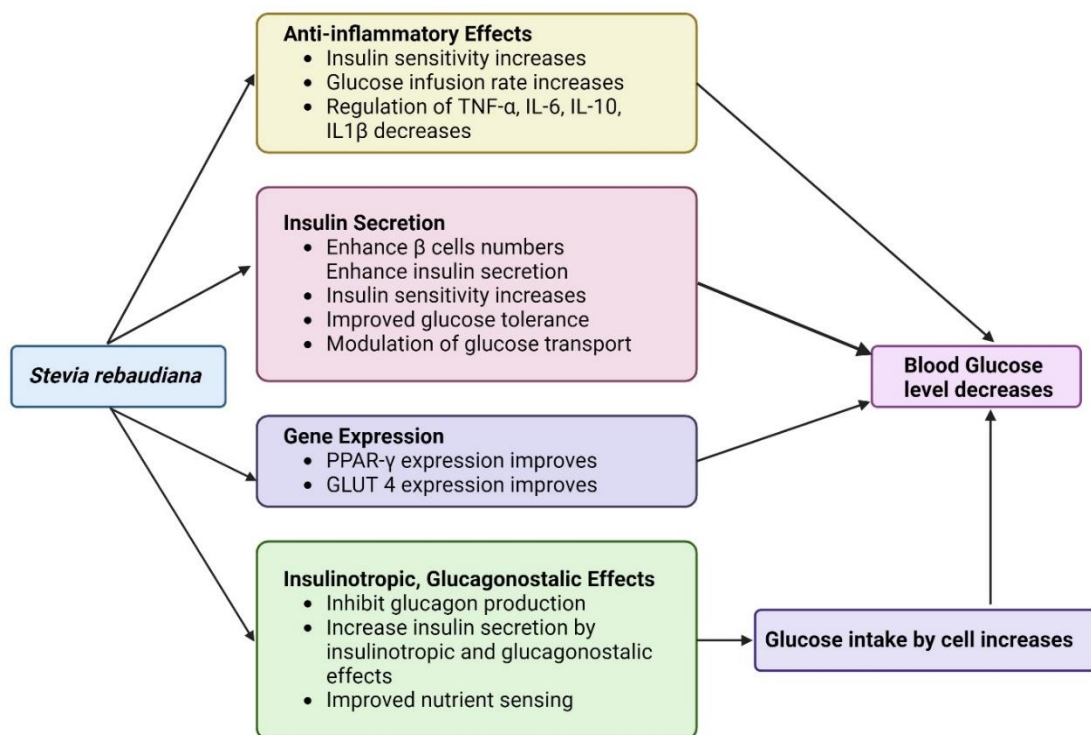 Anti-inflammatory Effects
• Insulin sensitivity increases
• Glucose infusion rate increases
• Regulation of TNF-α, IL-6, IL-10,
IL1β decreases
Insulin Secretion
• Enhance β cells numbers
Enhance insulin secretion
• Insulin sensitivity increases
• Improved glucose tolerance
• Modulation of glucose transport
Stevia rebaudiana
Blood Glucose
level decreases
Gene Expression
• PPAR-γ expression improves
• GLUT 4 expression improves
Insulinotropic, Glucagonostalic Effects
• Inhibit glucagon production
• Increase insulin secretion by
insulinotropic and glucagonostalic
effects
• Improved nutrient sensing
Glucose intake by cell increases